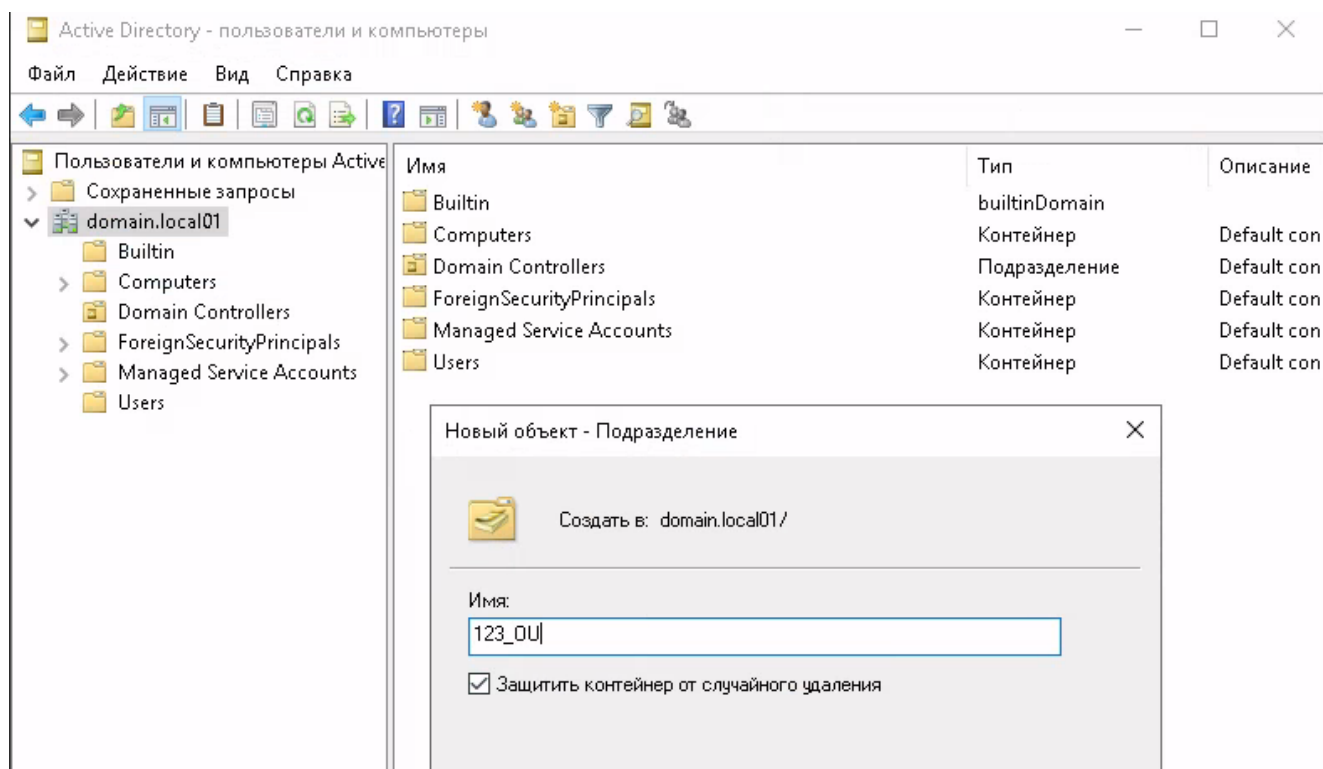 Active Directory - пользователи и компьютеры
Файл Действие Вид Справка
Пользователи и компьютеры Active
Сохраненные запросы
domain.local01
Builtin
Computers
Domain Controllers
ForeignSecurityPrincipals
Managed Service Accounts
Users
Имя Тип Описание
Builtin builtinDomain
Computers Контейнер Default con
Domain Controllers Подразделение Default con
ForeignSecurityPrincipals Контейнер Default con
Managed Service Accounts Контейнер Default con
Users Контейнер Default con
Новый объект - Подразделение
Создать в: domain.local01/
Имя:
123_OU
Защитить контейнер от случайного удаления